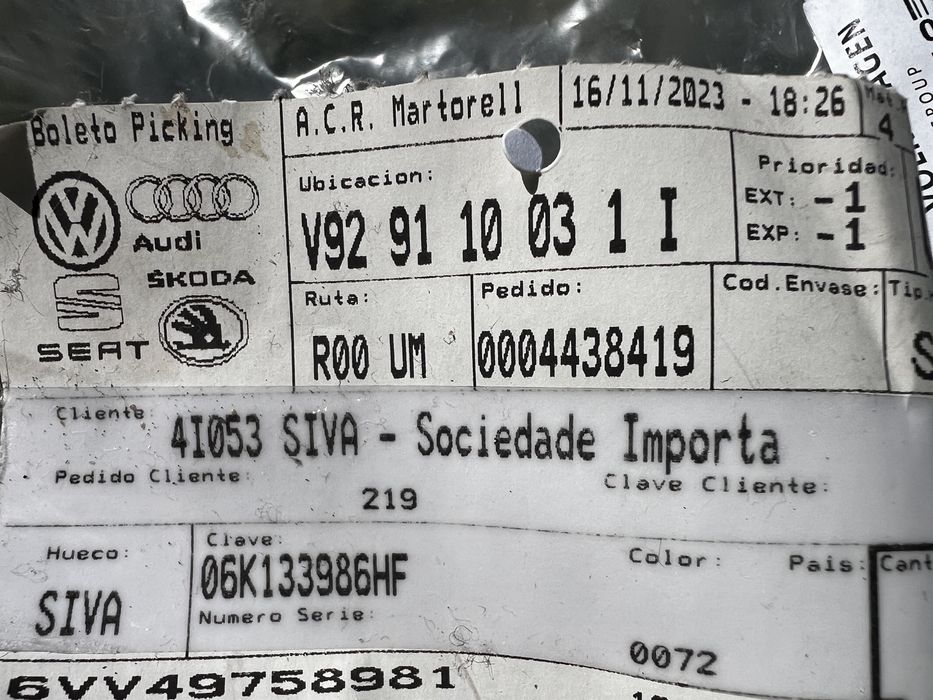 Boleto Picking
A.C.R. Martorell
16/11/2023 - 18:26
4
Audi
ŠKODA
SEAT
Ubicacion:
V92 91 10 03 1 I
Prioridad:
EXT: -1
EXP: -1
Ruta:
R00 UM
Pedido:
0004438419
Cod.Envase:
Tip.
S
Cliente:
4I053 SIVA - Sociedade Importa
Pedido Cliente:
219
Clave Cliente:
Hueco:
SIVA
Clave:
06K133986HF
Numero Serie:
Color:
0072
Pais:
Cant
6VV49758981